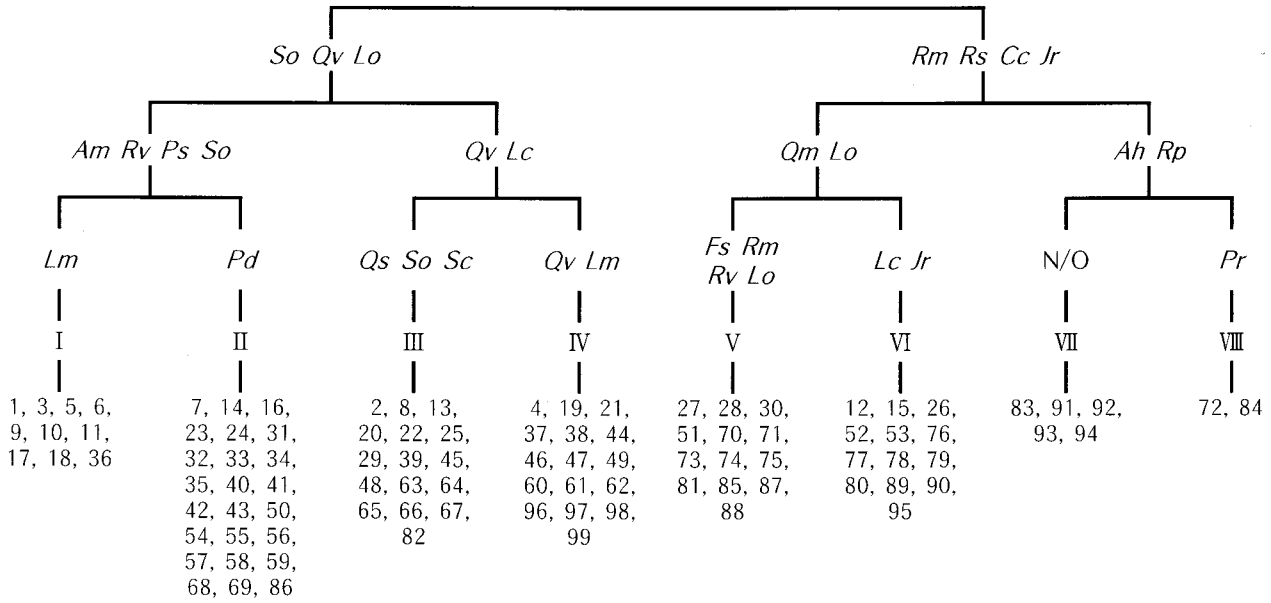 So Qv Lo
Rm Rs Cc Jr
Am Rv Ps So
Qv Lc
Qm Lo
Ah Rp
Lm
Pd
Qs So Sc
Qv Lm
Fs Rm
Rv Lo
Lc Jr
N/O
Pr
I
II
III
IV
V
VI
VII
VIII
1, 3, 5, 6,
9, 10, 11,
17, 18, 36
7, 14, 16,
23, 24, 31,
32, 33, 34,
35, 40, 41,
42, 43, 50,
54, 55, 56,
57, 58, 59,
68, 69, 86
2, 8, 13,
20, 22, 25,
29, 39, 45,
48, 63, 64,
65, 66, 67,
82
4, 19, 21,
37, 38, 44,
46, 47, 49,
60, 61, 62,
96, 97, 98,
99
27, 28, 30,
51, 70, 71,
73, 74, 75,
81, 85, 87,
88
12, 15, 26,
52, 53, 76,
77, 78, 79,
80, 89, 90,
95
83, 91, 92,
93, 94
72, 84